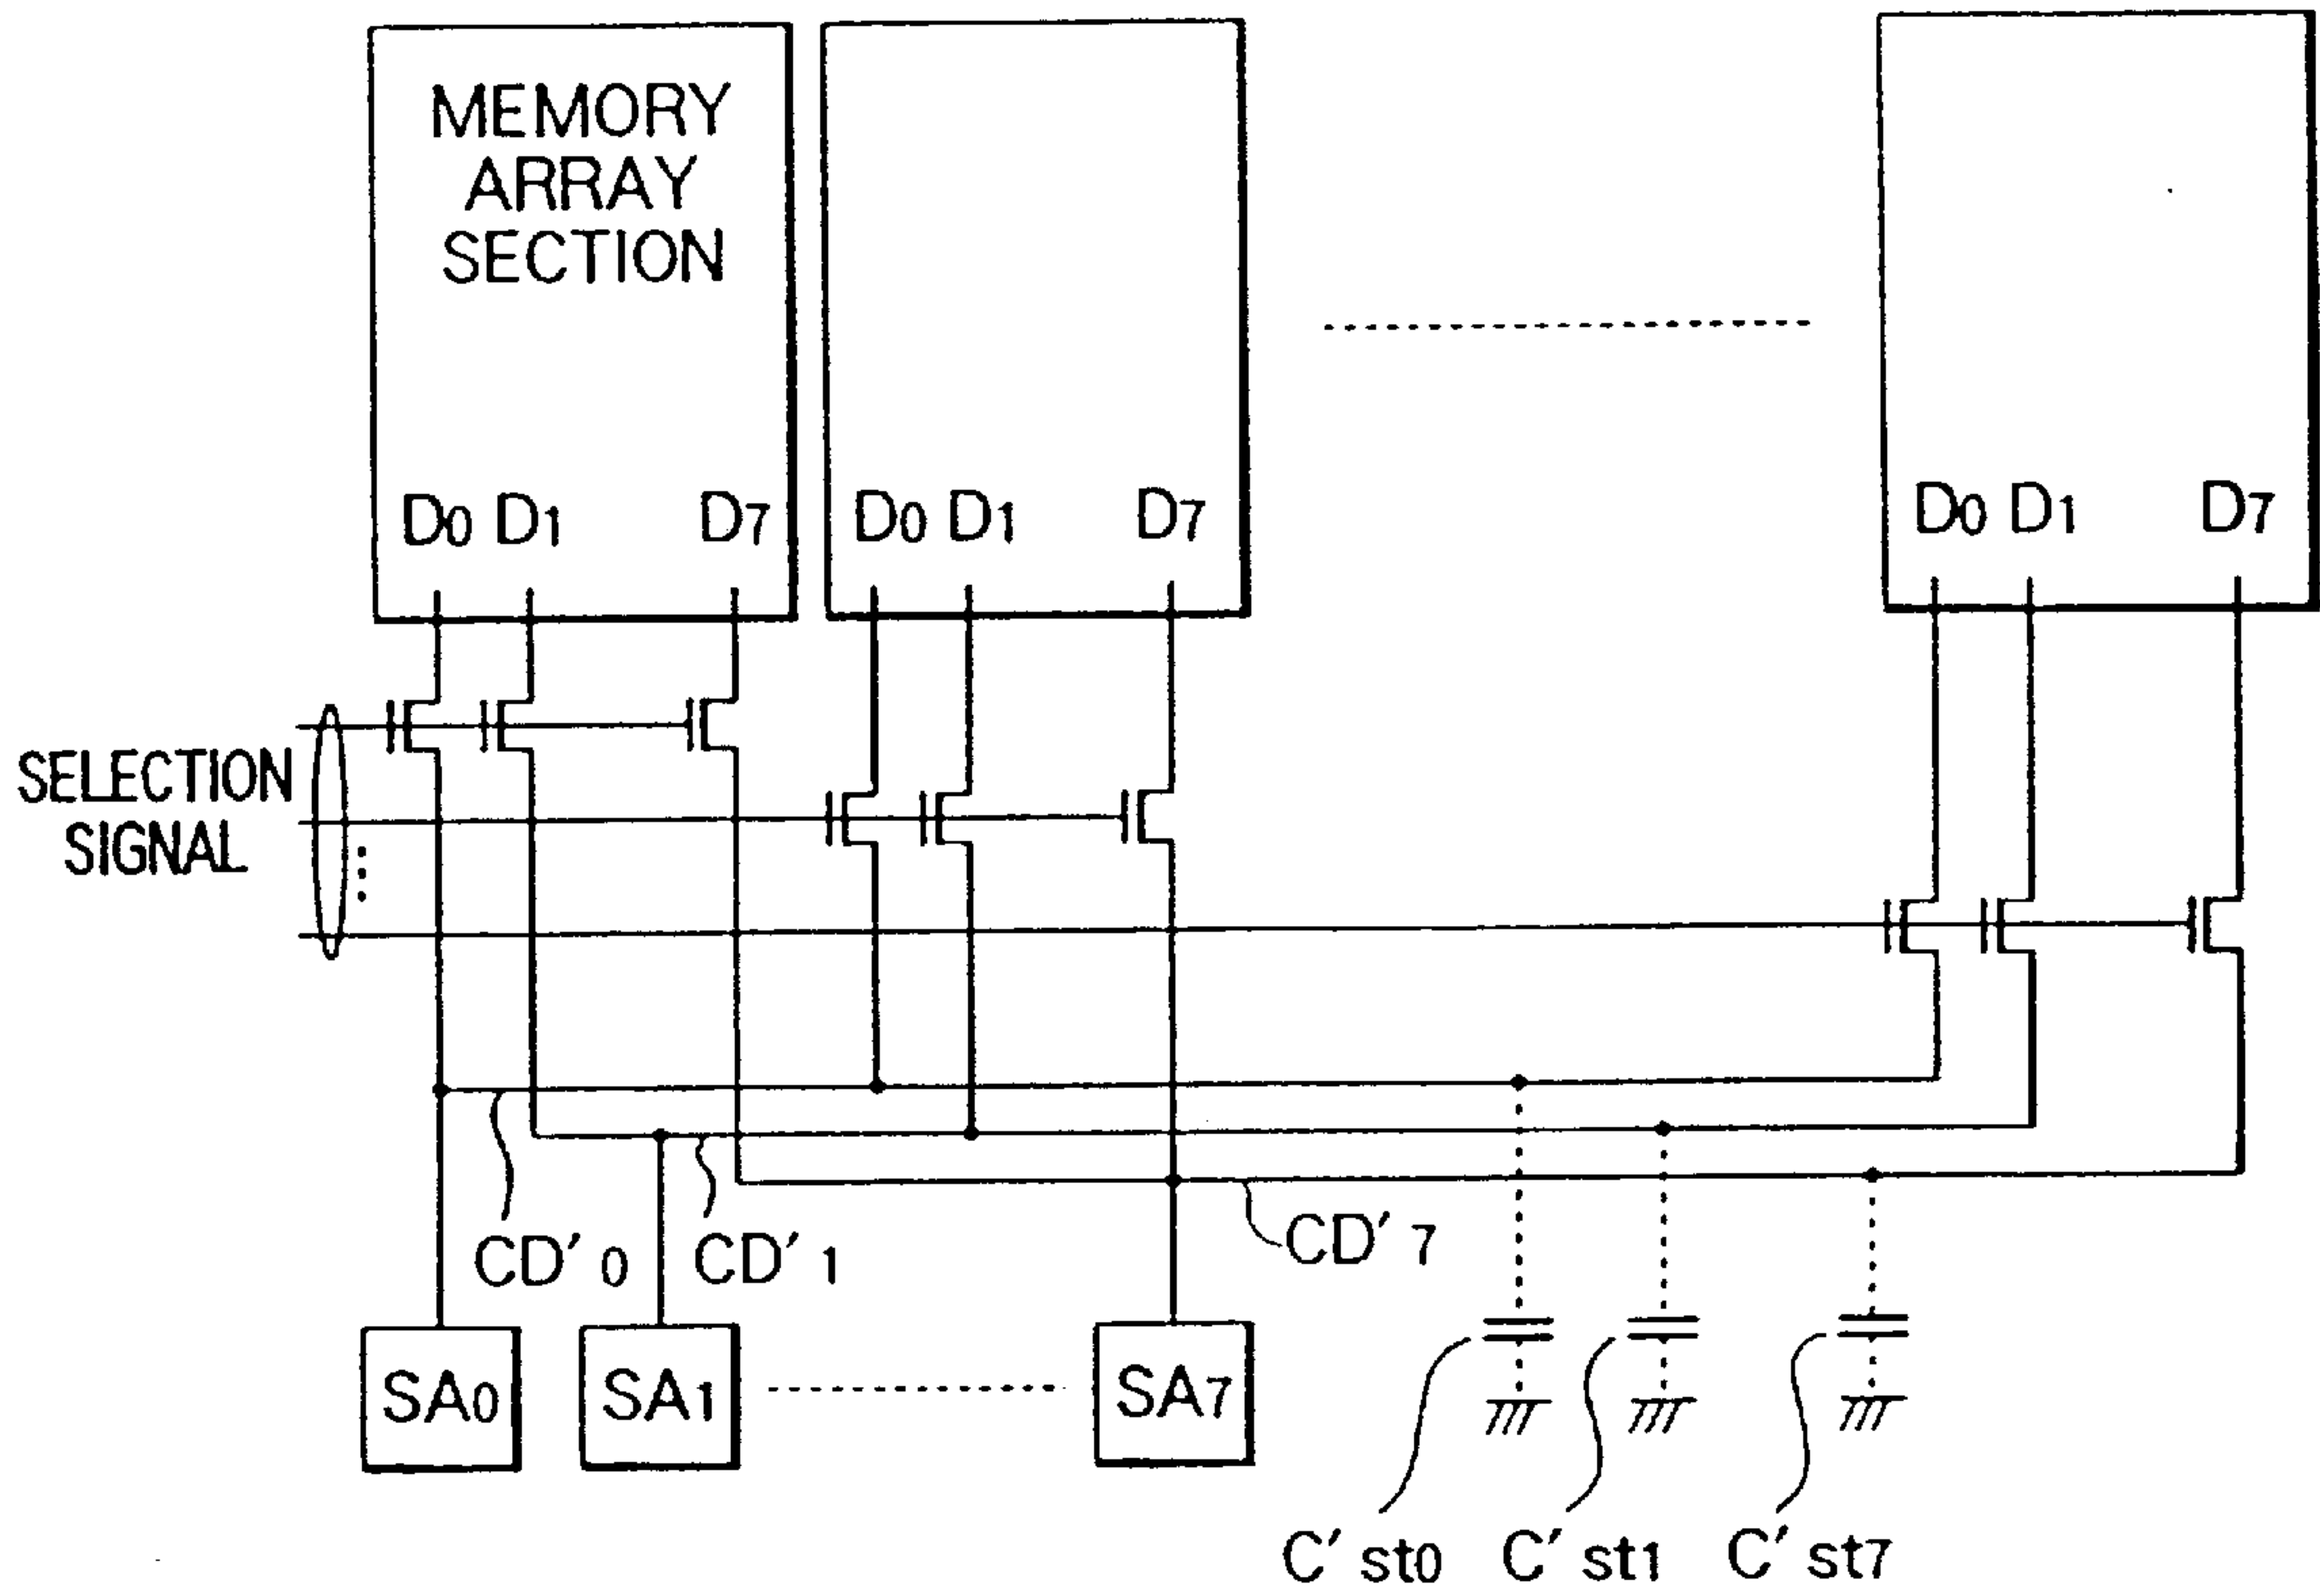 MEMORY
ARRAY
SECTION
D0 D1 D7
D0 D1 D7
D0 D1 D7
SELECTION
SIGNAL
CD'0 CD'1 CD'7
SA0 SA1 SA7
C'st0 C'st1 C'st7